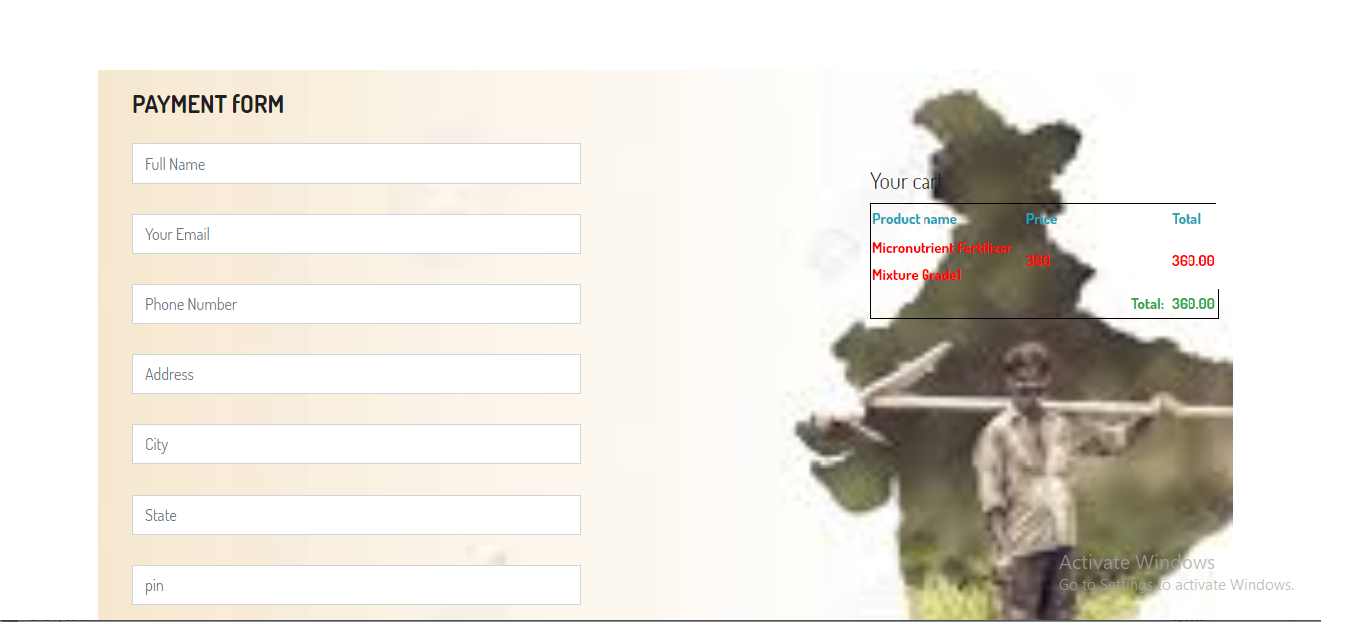 PAYMENT fORM
Full Name
Your Email
Phone Number
Address
City
State
pin
Your cart
Product name Price Total
Micronutrient Fertilizer
Mixture GradeI
360 360.00
Total: 360.00
Activate Windows
Go to Settings to activate Windows.